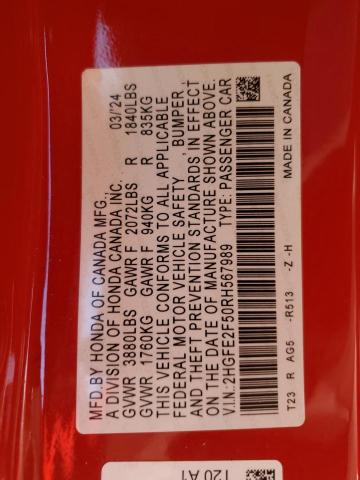 MFD.BY HONDA OF CANADA MFG.,
A DIVISION OF HONDA CANADA INC. 03/'24
GVWR 3880LBS GAWR F 2072LBS R 1840LBS
GVWR 1760KG GAWR F 940KG R 835KG
THIS VEHICLE CONFORMS TO ALL APPLICABLE
FEDERAL MOTOR VEHICLE SAFETY , BUMPER ,
AND THEFT PREVENTION STANDARDS IN EFFECT
ON THE DATE OF MANUFACTURE SHOWN ABOVE.
V.I.N.:2HGFE2F50RH567989 TYPE: PASSENGER CAR
T23 R AG5 -R513 -Z -H MADE IN CANADA
120 A1